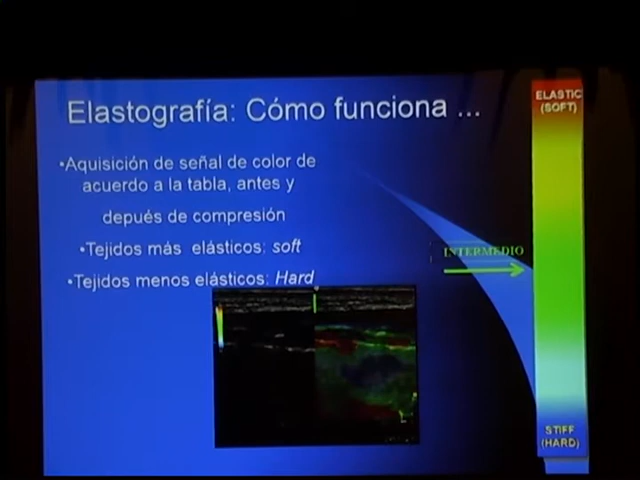 Elastografía: Cómo funciona ...
•Aquisición de señal de color de
acuerdo a la tabla, antes y
depués de compresión
•Tejidos más elásticos: soft
•Tejidos menos elásticos: Hard
ELASTIC
(SOFT)
INTERMEDIO
STIFF
(HARD)